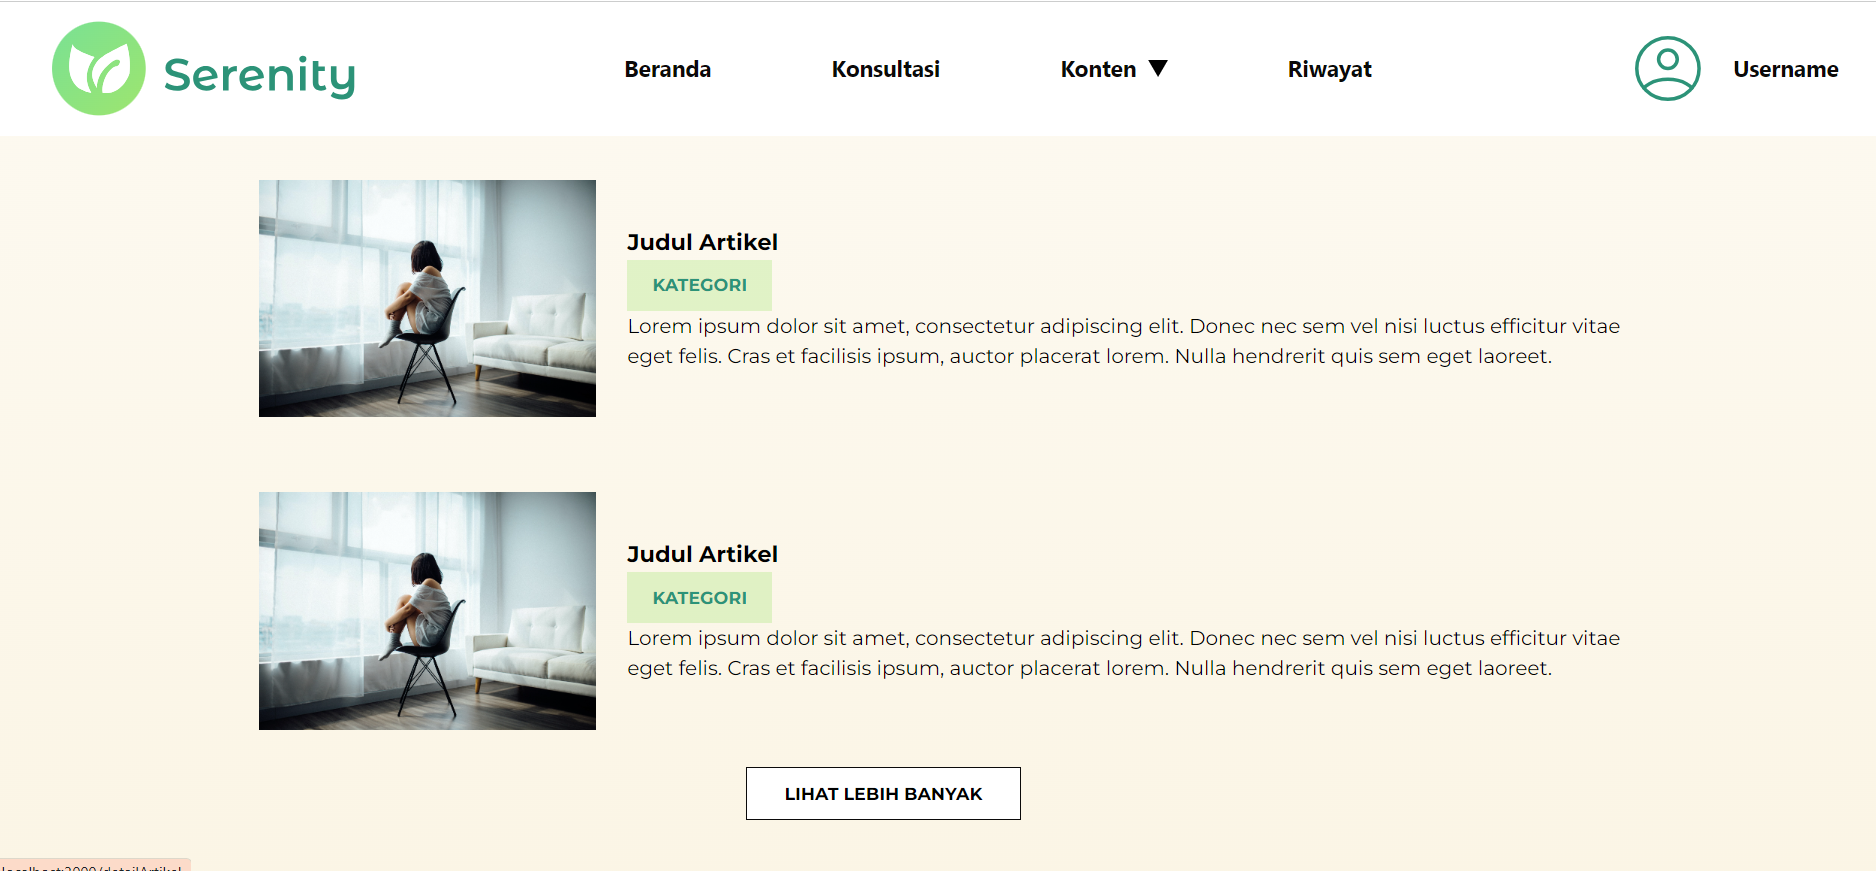 Serenity
Beranda
Konsultasi
Konten ▼
Riwayat
Username
Judul Artikel
KATEGORI
Lorem ipsum dolor sit amet, consectetur adipiscing elit. Donec nec sem vel nisi luctus efficitur vitae
eget felis. Cras et facilisis ipsum, auctor placerat lorem. Nulla hendrerit quis sem eget laoreet.
Judul Artikel
KATEGORI
Lorem ipsum dolor sit amet, consectetur adipiscing elit. Donec nec sem vel nisi luctus efficitur vitae
eget felis. Cras et facilisis ipsum, auctor placerat lorem. Nulla hendrerit quis sem eget laoreet.
LIHAT LEBIH BANYAK
localhost:3000/detailArtikel